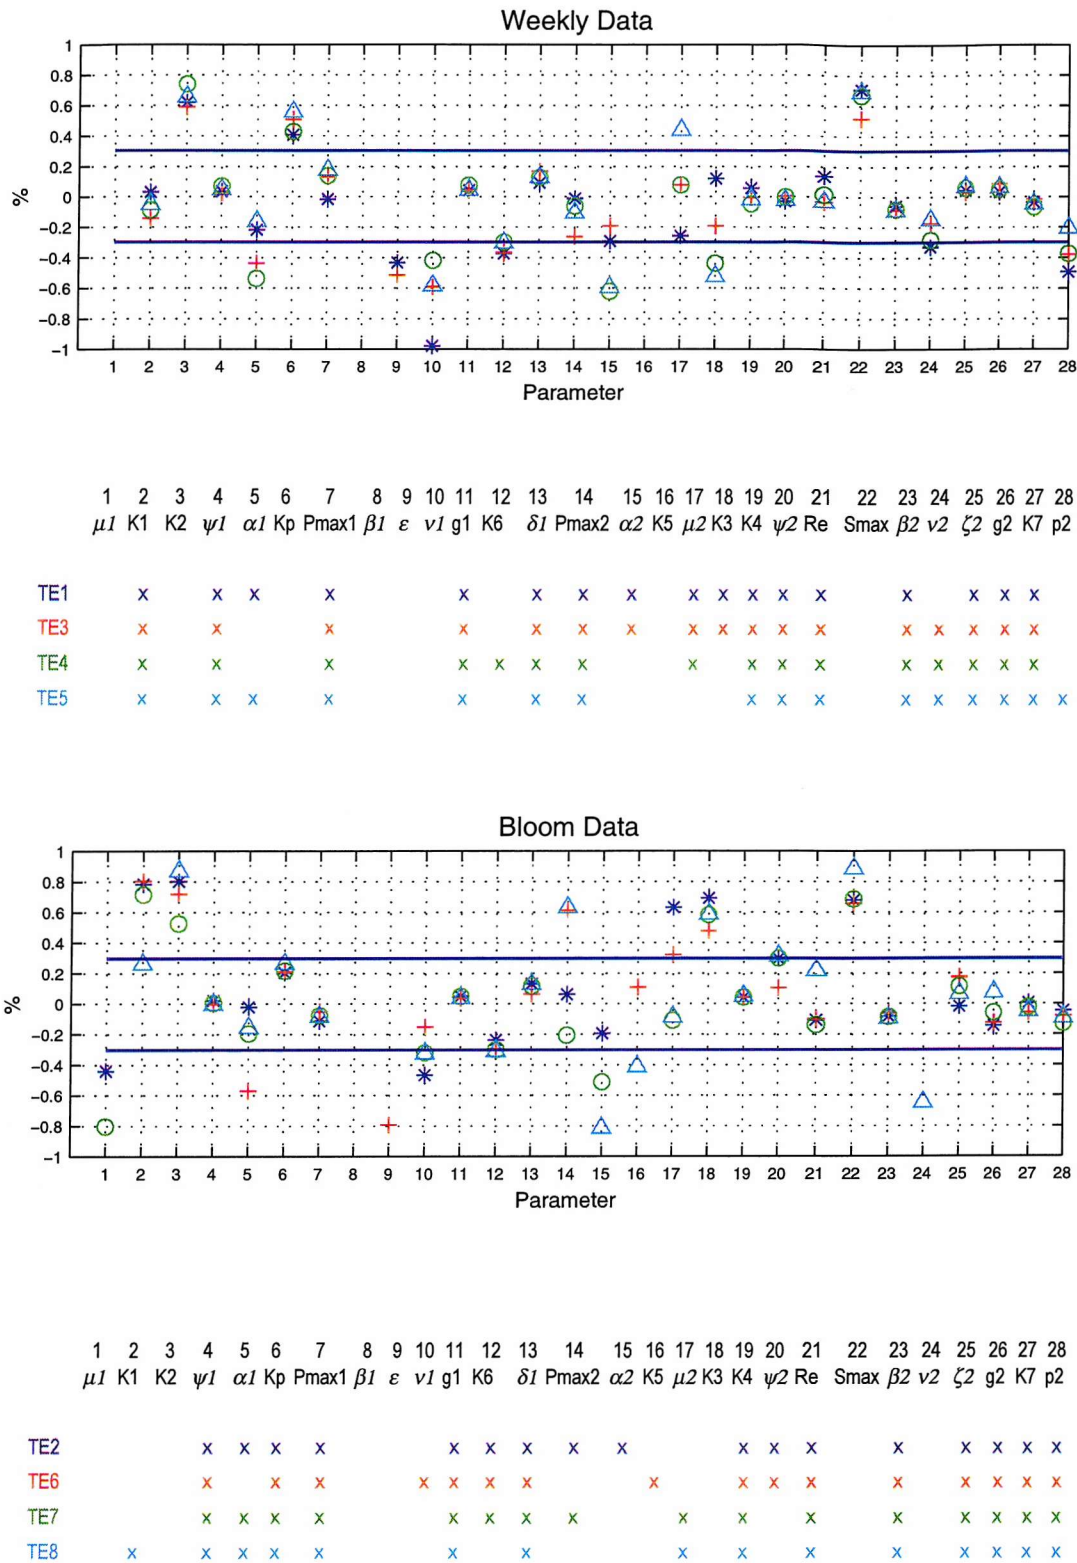 Weekly Data
1
0.8
0.6
0.4
0.2
0
−0.2
−0.4
−0.6
−0.8
−1
%
1 2 3 4 5 6 7 8 9 10 11 12 13 14 15 16 17 18 19 20 21 22 23 24 25 26 27 28
Parameter
1 2 3 4 5 6 7 8 9 10 11 12 13 14 15 16 17 18 19 20 21 22 23 24 25 26 27 28
μ1 K1 K2 ψ1 α1 Kp Pmax1 β1 ε ν1 g1 K6 δ1 Pmax2 α2 K5 μ2 K3 K4 ψ2 Re Smax β2 ν2 ζ2 g2 K7 p2
TE1 x x x x x x x x x x x x x x x x x
TE3 x x x x x x x x x x x x x x x x x
TE4 x x x x x x x x x x x x x x x x
TE5 x x x x x x x x x x x x x x x x
Bloom Data
1
0.8
0.6
0.4
0.2
0
−0.2
−0.4
−0.6
−0.8
−1
%
1 2 3 4 5 6 7 8 9 10 11 12 13 14 15 16 17 18 19 20 21 22 23 24 25 26 27 28
Parameter
1 2 3 4 5 6 7 8 9 10 11 12 13 14 15 16 17 18 19 20 21 22 23 24 25 26 27 28
μ1 K1 K2 ψ1 α1 Kp Pmax1 β1 ε ν1 g1 K6 δ1 Pmax2 α2 K5 μ2 K3 K4 ψ2 Re Smax β2 ν2 ζ2 g2 K7 p2
TE2 x x x x x x x x x x x x x x x x x
TE6 x x x x x x x x x x x x x x x x
TE7 x x x x x x x x x x x x x x x x
TE8 x x x x x x x x x x x x x x x